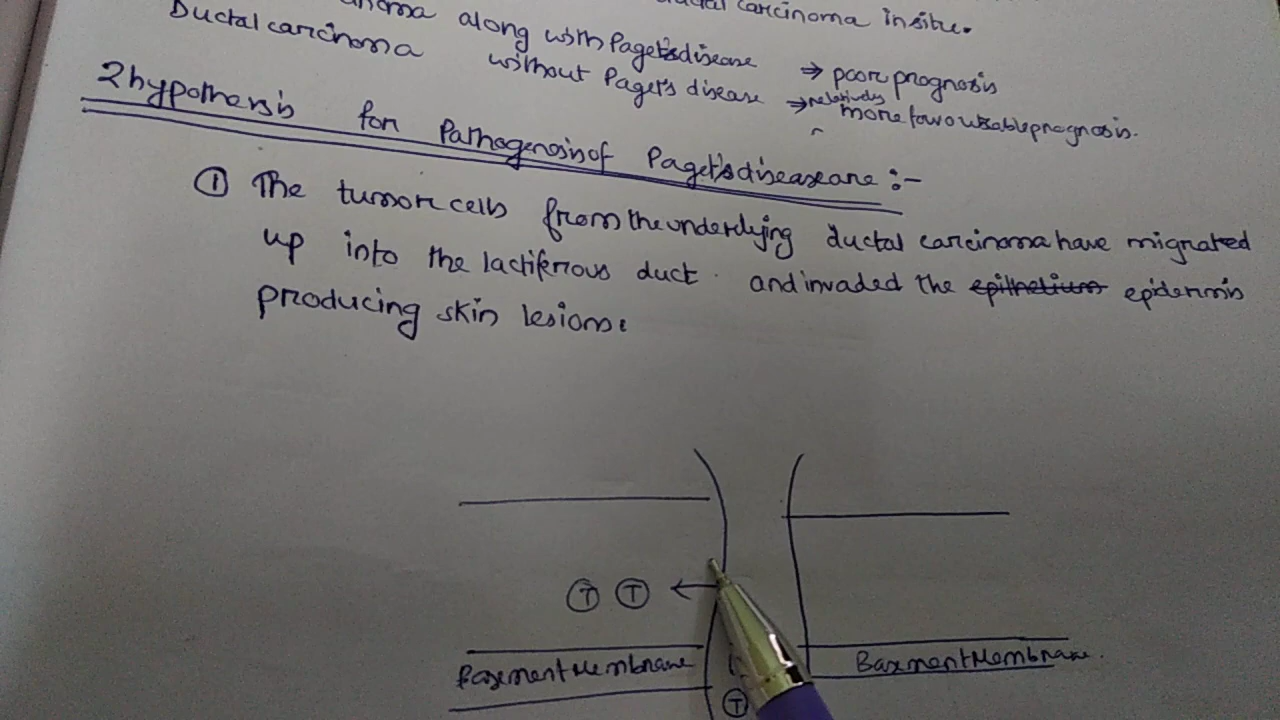 along with Paget's disease → poor prognosis
carcinoma insitu.
Ductal carcinoma without Paget's disease → relatively more favourable prognosis.
2 hypothesis for Pathogenesis of Paget's disease are :-
① The tumor cells from the underlying ductal carcinoma have migrated
up into the lactiferous duct and invaded the epithelium epidermis
producing skin lesions.
T T ←
Basement Membrane
Basement Membrane.
T